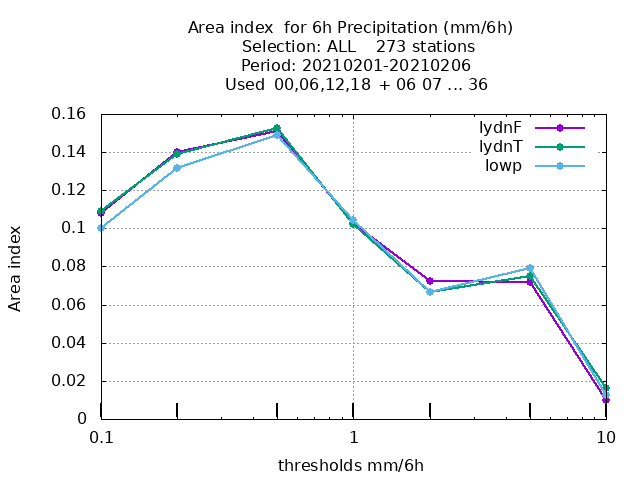 Area index  for 6h Precipitation (mm/6h)
Selection: ALL    273 stations
Period: 20210201-20210206
Used  00,06,12,18  + 06 07 ... 36
lydnF
lydnT
lowp
0.16
0.14
0.12
0.1
0.08
0.06
0.04
0.02
0
Area index
0.1
1
10
thresholds mm/6h